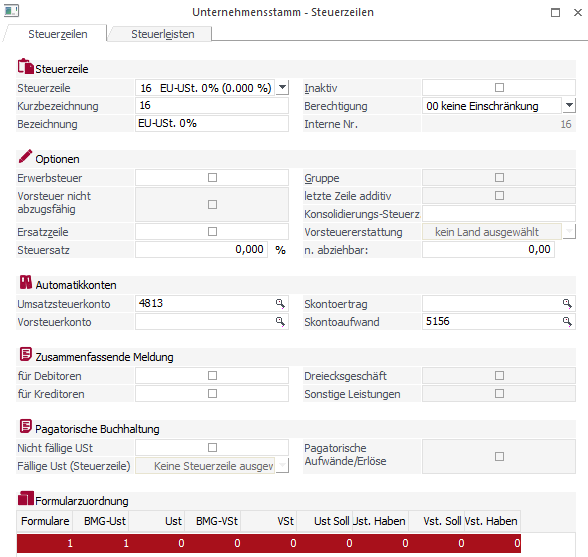 Unternehmensstamm - Steuerzeilen
Steuerzeilen Steuerleisten
Steuerzeile
Steuerzeile 16 EU-USt. 0% (0.000 %) Inaktiv
Kurzbezeichnung 16 Berechtigung 00 keine Einschränkung
Bezeichnung EU-USt. 0% Interne Nr. 16
Optionen
Erwerbsteuer Gruppe
Vorsteuer nicht abzugsfähig letzte Zeile additiv
Konsolidierungs-Steuerz.
Ersatzzeile Vorsteuererstattung kein Land ausgewählt
Steuersatz 0,000 % n. abziehbar: 0,00
Automatikkonten
Umsatzsteuerkonto 4813 Skontoertrag
Vorsteuerkonto Skontoaufwand 5156
Zusammenfassende Meldung
für Debitoren Dreiecksgeschäft
für Kreditoren Sonstige Leistungen
Pagatorische Buchhaltung
Nicht fällige USt Pagatorische Aufwände/Erlöse
Fällige Ust (Steuerzeile) Keine Steuerzeile ausgew
Formularzuordnung
Formulare BMG-Ust Ust BMG-VSt VSt Ust Soll Ust. Haben Vst. Soll Vst. Haben
1 1 0 0 0 0 0 0 0